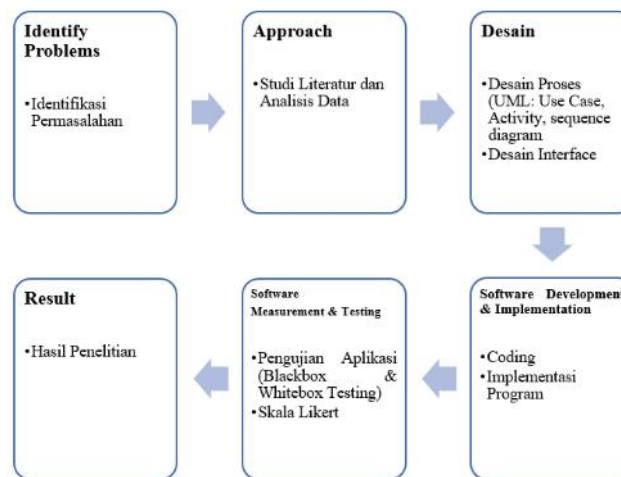 Identify
Problems
•Identifikasi
Permasalahan
Approach
•Studi Literatur dan
Analisis Data
Desain
•Desain Proses
(UML: Use Case,
Activity, sequence
diagram
•Desain Interface
Software Development
& Implementation
•Coding
•Implementasi
Program
Software
Measurement & Testing
•Pengujian Aplikasi
(Blackbox &
Whitebox Testing)
•Skala Likert
Result
•Hasil Penelitian